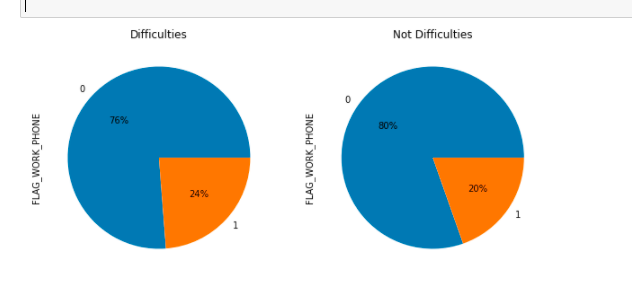 Difficulties
0
76%
FLAG_WORK_PHONE
24%
1
Not Difficulties
0
80%
FLAG_WORK_PHONE
20%
1